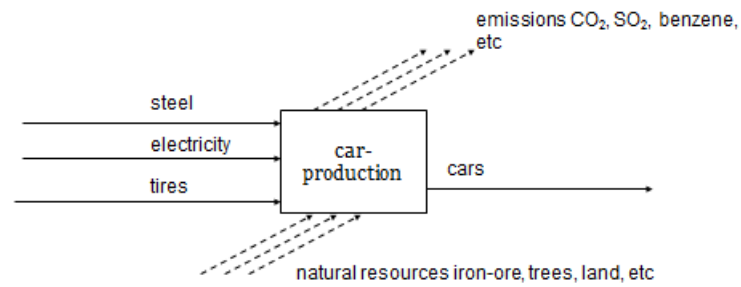 emissions CO₂, SO₂, benzene,
etc
steel
electricity
tires
car-
production
cars
natural resources iron-ore, trees, land, etc